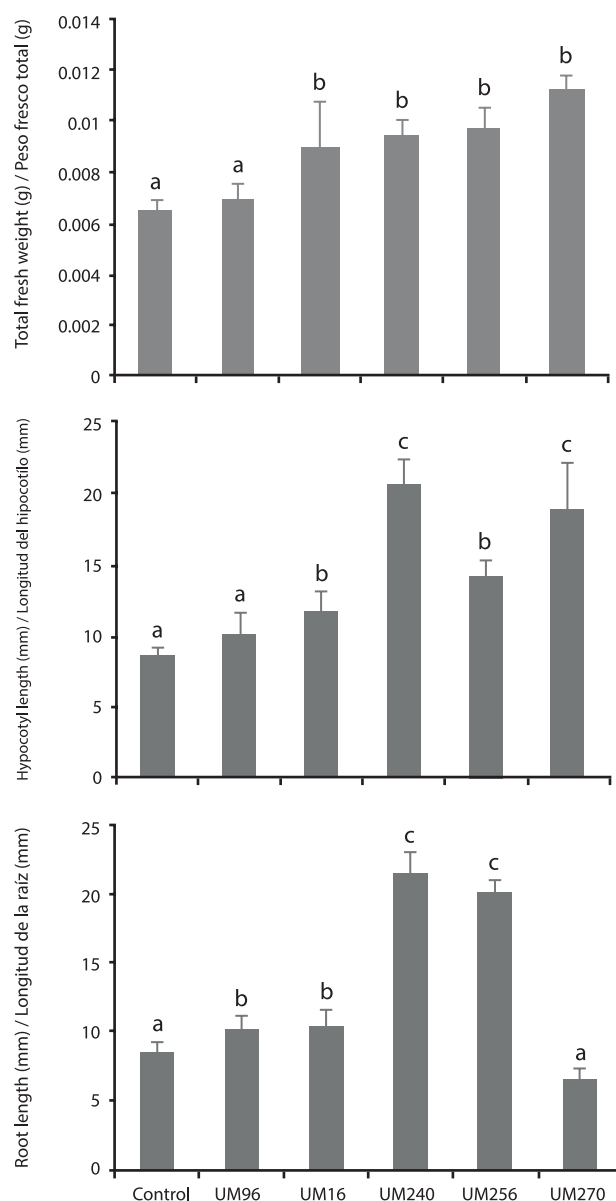 Total fresh weight (g) / Peso fresco total (g)
0.014
0.012
0.01
0.008
0.006
0.004
0.002
0
a
a
b
b
b
b
Hypocotyl length (mm) / Longitud del hipocotilo (mm)
25
20
15
10
5
0
a
a
b
c
b
c
Root length (mm) / Longitud de la raíz (mm)
25
20
15
10
5
0
a
b
b
c
c
a
Control UM96 UM16 UM240 UM256 UM270